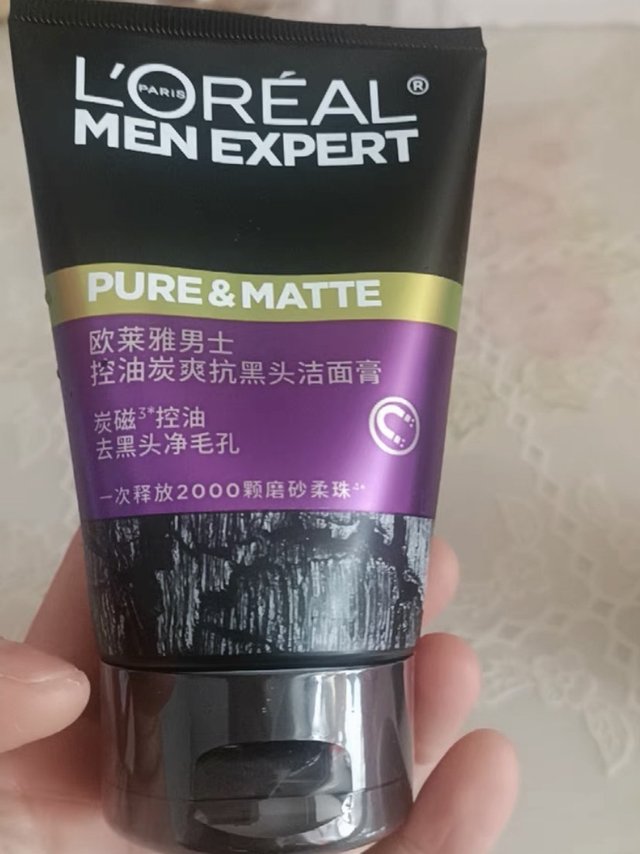 L'ORÉAL®
PARIS
MEN EXPERT
PURE & MATTE
欧莱雅男士
控油炭爽抗黑头洁面膏
炭磁3*控油
去黑头净毛孔
一次释放2000颗磨砂柔珠